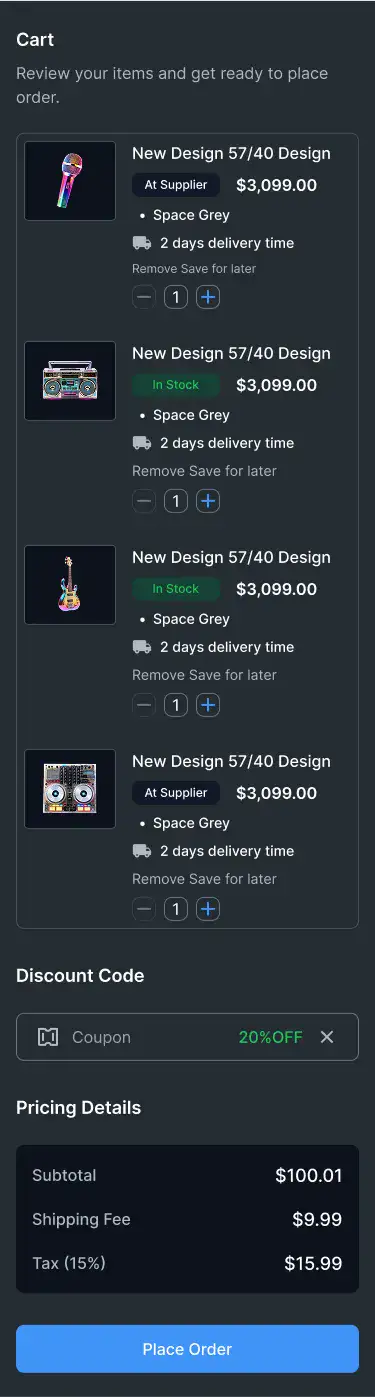 Cart
Review your items and get ready to place
order.
New Design 57/40 Design
At Supplier $3,099.00
• Space Grey
2 days delivery time
Remove Save for later
1
New Design 57/40 Design
In Stock $3,099.00
• Space Grey
2 days delivery time
Remove Save for later
1
New Design 57/40 Design
In Stock $3,099.00
• Space Grey
2 days delivery time
Remove Save for later
1
New Design 57/40 Design
At Supplier $3,099.00
• Space Grey
2 days delivery time
Remove Save for later
1
Discount Code
Coupon 20%OFF
Pricing Details
Subtotal $100.01
Shipping Fee $9.99
Tax (15%) $15.99
Place Order